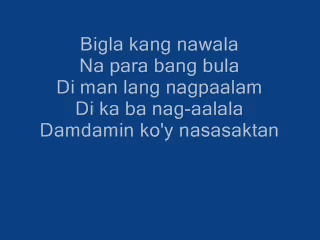 Bigla kang nawala
Na para bang bula
Di man lang nagpaalam
Di ka ba nag-aalala
Damdamin ko'y nasasaktan